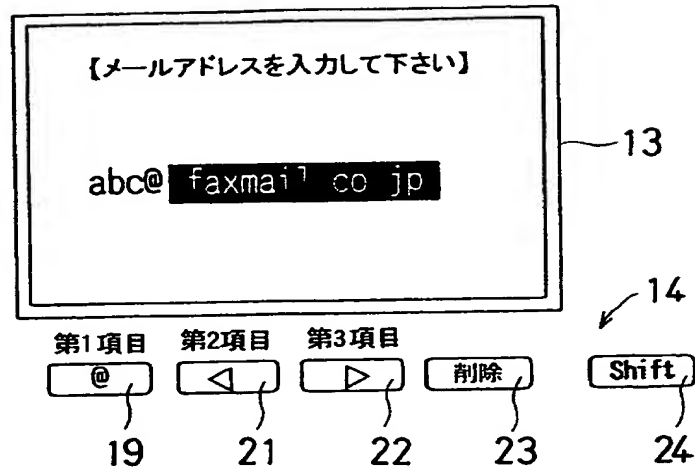 【メールアドレスを入力して下さい】
13
abc@ faxmail co jp
14
第1項目 第2項目 第3項目
@ ◁ ▷ 削除 Shift
19 21 22 23 24